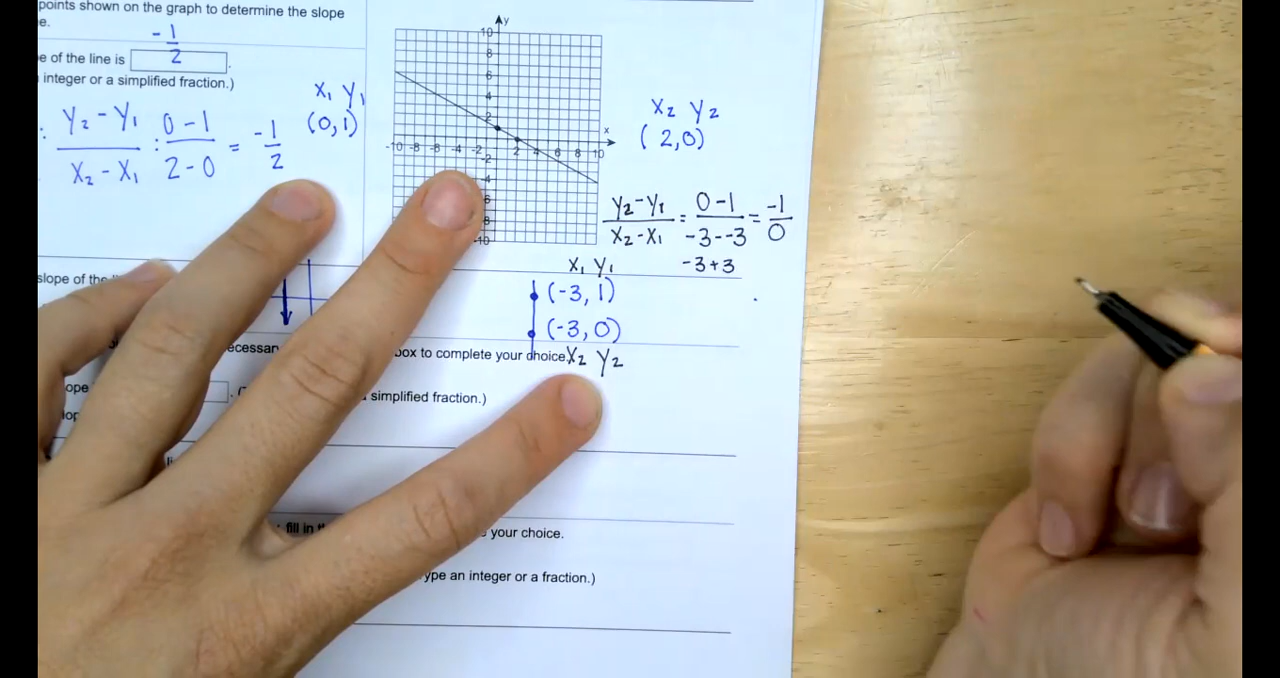 points shown on the graph to determine the slope
e.
-1
2
e of the line is
integer or a simplified fraction.)
Y2 - Y1 : 0 - 1 = -1
X2 - X1 2 - 0 2
X1 Y1
(0, 1)
y
10
8
6
4
2
x
-10 -8 -6 -4 -2 2 4 6 8 10
-2
-4
6
8
-10
X2 Y2
( 2, 0)
Y2 - Y1 = 0 - 1 = -1
X2 - X1 -3 - -3 0
-3 + 3
X1 Y1
(-3, 1)
(-3, 0)
X2 Y2
slope of the
ecessar box to complete your choice.
ope
simplified fraction.)
lop
fill in your choice.
ype an integer or a fraction.)